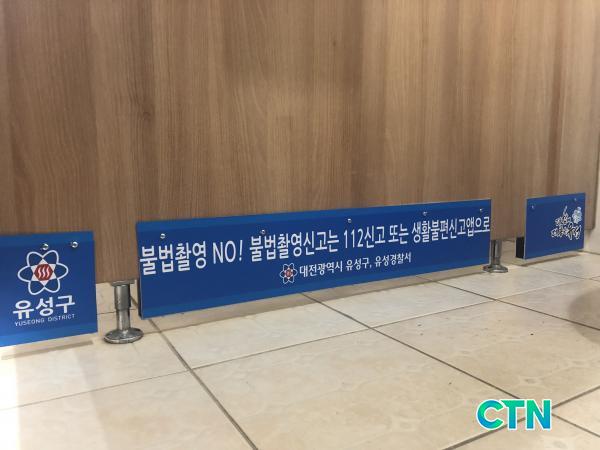 유성구
YUSEONG DISTRICT
불법촬영 NO! 불법촬영신고는 112신고 또는 생활불편신고앱으로
대전광역시 유성구, 유성경찰서
CTN